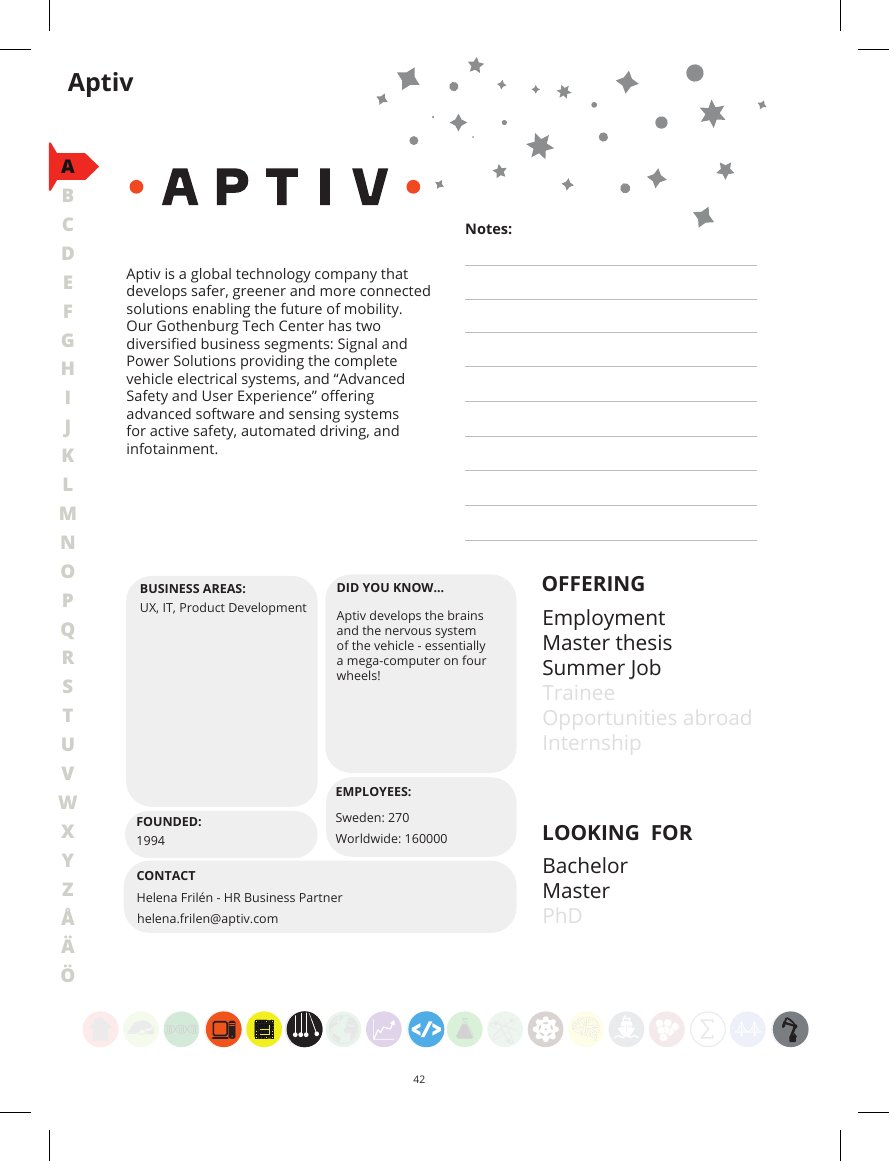 Aptiv
APTIV
A
B
C
D
E
F
G
H
I
J
K
L
M
N
O
P
Q
R
S
T
U
V
W
X
Y
Z
Å
Ä
Ö
Aptiv is a global technology company that
develops safer, greener and more connected
solutions enabling the future of mobility.
Our Gothenburg Tech Center has two
diversified business segments: Signal and
Power Solutions providing the complete
vehicle electrical systems, and “Advanced
Safety and User Experience” offering
advanced software and sensing systems
for active safety, automated driving, and
infotainment.
Notes:
BUSINESS AREAS:
UX, IT, Product Development
DID YOU KNOW...
Aptiv develops the brains
and the nervous system
of the vehicle - essentially
a mega-computer on four
wheels!
FOUNDED:
1994
EMPLOYEES:
Sweden: 270
Worldwide: 160000
CONTACT
Helena Frilén - HR Business Partner
helena.frilen@aptiv.com
OFFERING
Employment
Master thesis
Summer Job
Trainee
Opportunities abroad
Internship
LOOKING FOR
Bachelor
Master
PhD
</>
Σ
42